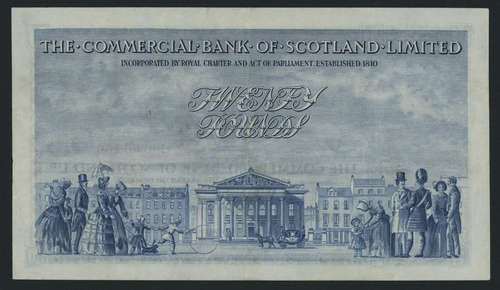 THE·COMMERCIAL·BANK·OF·SCOTLAND·LIMITED
INCORPORATED BY ROYAL CHARTER AND ACT OF PARLIAMENT. ESTABLISHED 1810
TWENTY
POUNDS